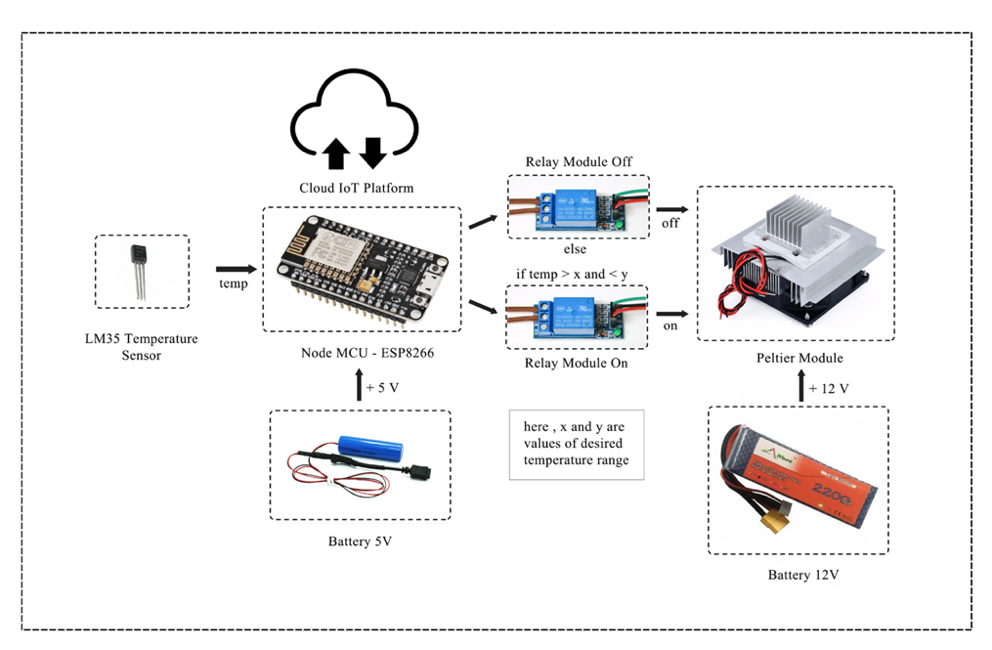 Cloud IoT Platform
Relay Module Off
off
else
temp
if temp > x and < y
on
LM35 Temperature
Sensor
Node MCU - ESP8266
Relay Module On
Peltier Module
+ 5 V
+ 12 V
here , x and y are
values of desired
temperature range
2200
Battery 5V
Battery 12V